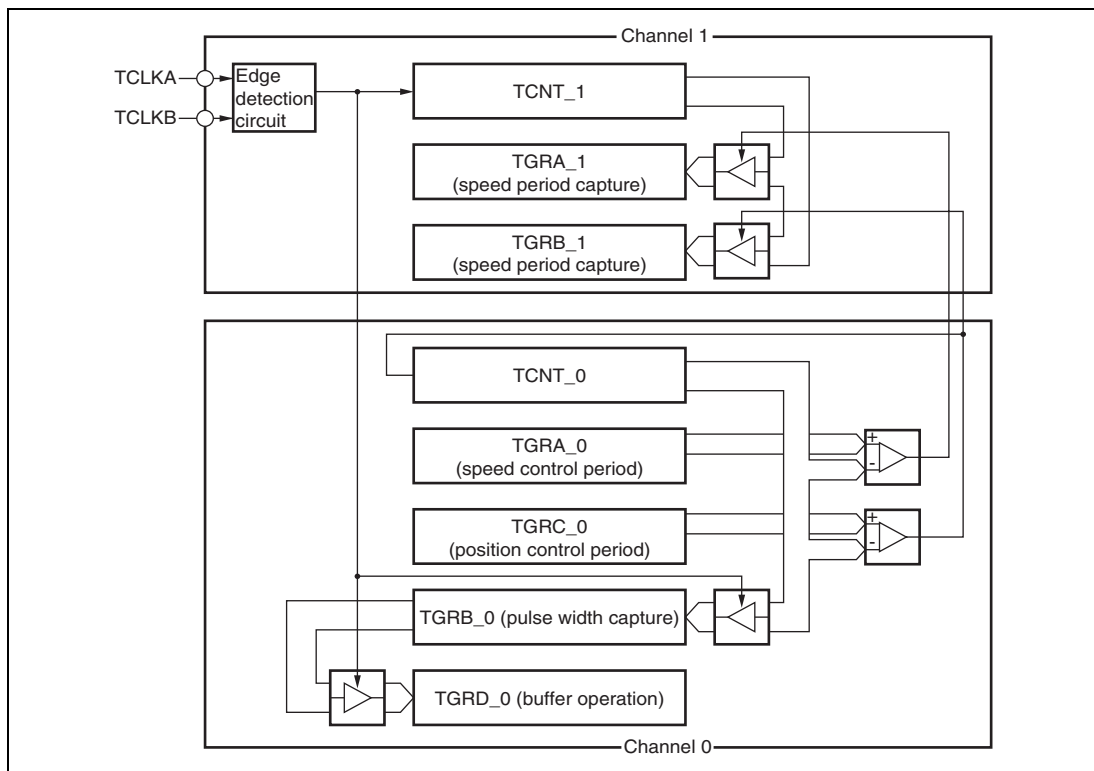 Channel 1
TCLKA
TCLKB
Edge
detection
circuit
TCNT_1
TGRA_1
(speed period capture)
TGRB_1
(speed period capture)
TCNT_0
TGRA_0
(speed control period)
+
-
TGRC_0
(position control period)
+
-
TGRB_0 (pulse width capture)
TGRD_0 (buffer operation)
Channel 0